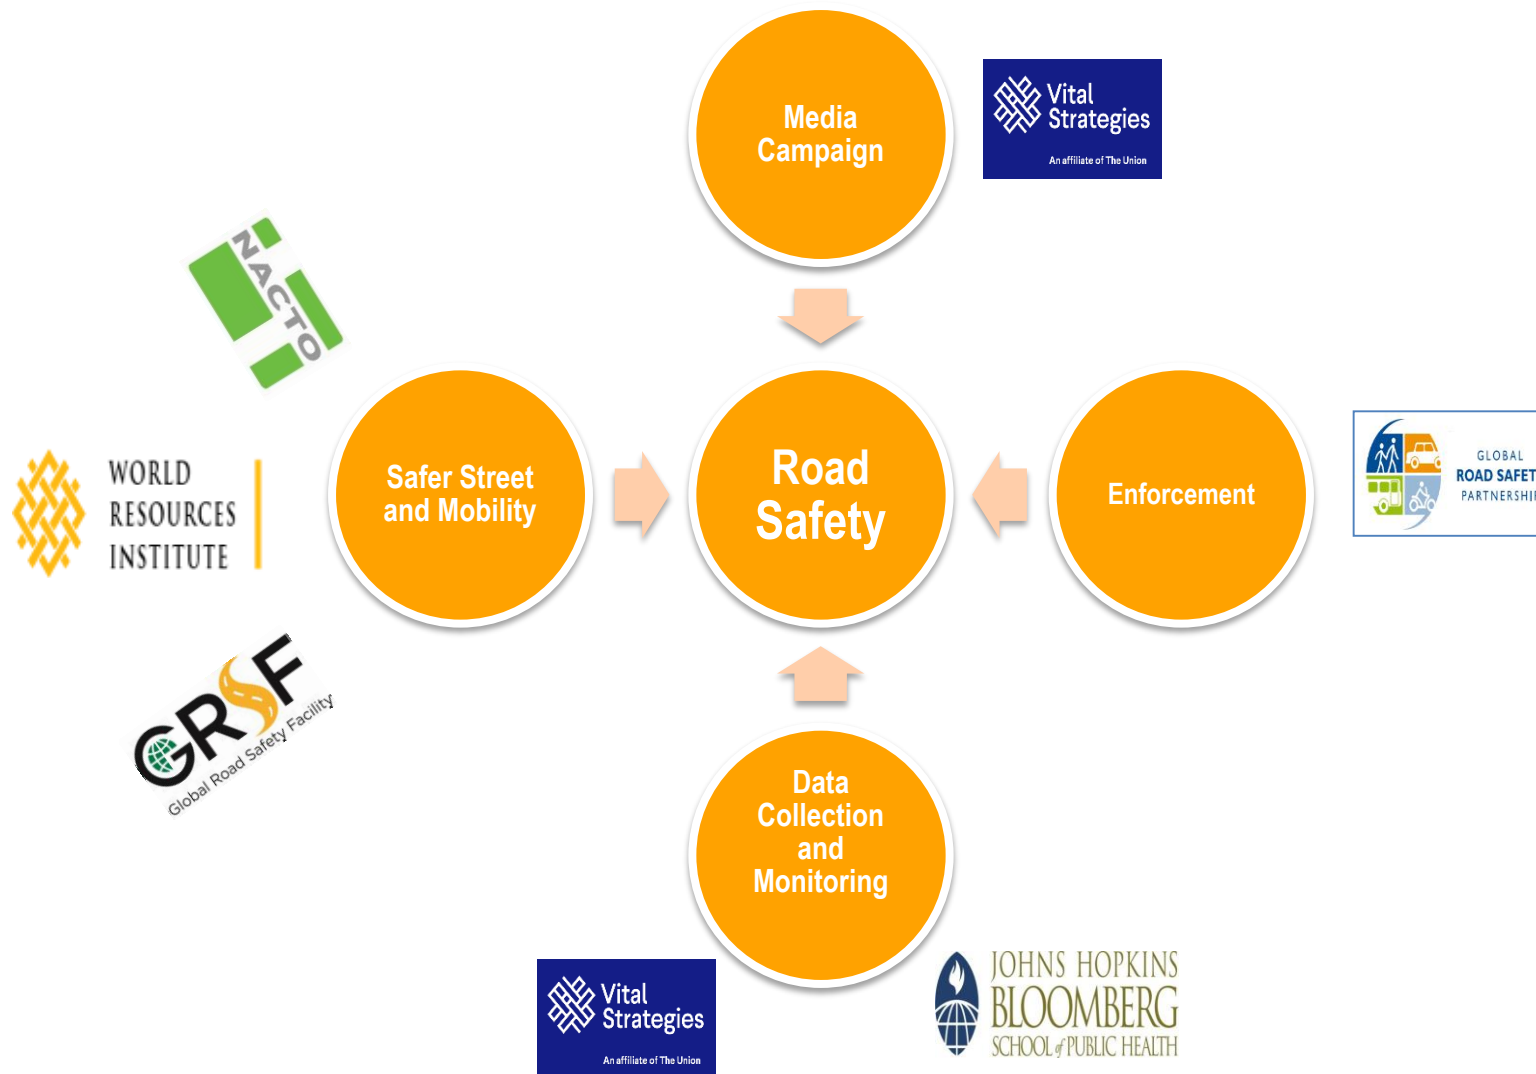 Media
Campaign
Vital
Strategies
An affiliate of The Union
NACTO
WORLD
RESOURCES
INSTITUTE
Safer Street
and Mobility
Road
Safety
Enforcement
GLOBAL
ROAD SAFET
PARTNERSHI
GRSF
Global Road Safety Facility
Data
Collection
and
Monitoring
Vital
Strategies
An affiliate of The Union
JOHNS HOPKINS
BLOOMBERG
SCHOOL of PUBLIC HEALTH